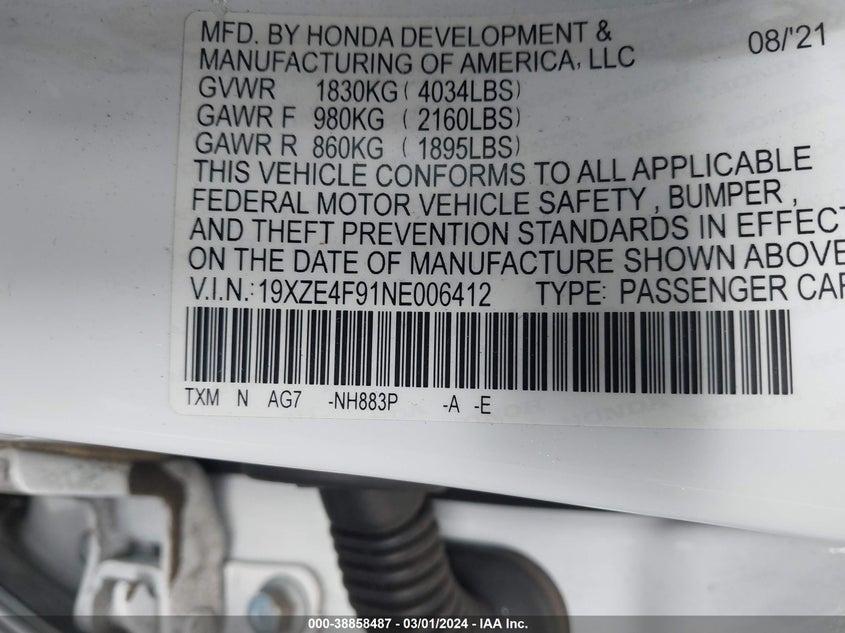 MFD. BY HONDA DEVELOPMENT &
MANUFACTURING OF AMERICA, LLC 08/'21
GVWR 1830KG ( 4034LBS)
GAWR F 980KG ( 2160LBS)
GAWR R 860KG ( 1895LBS)
THIS VEHICLE CONFORMS TO ALL APPLICABLE
FEDERAL MOTOR VEHICLE SAFETY , BUMPER ,
AND THEFT PREVENTION STANDARDS IN EFFECT
ON THE DATE OF MANUFACTURE SHOWN ABOVE
V.I.N.: 19XZE4F91NE006412 TYPE: PASSENGER CAR
TXM N AG7 -NH883P -A -E
000 - 38858487 - 03/01/2024 - IAA Inc.